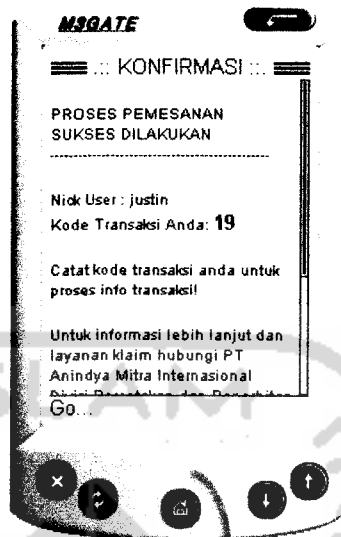 M3GATE
.:: KONFIRMASI ::.
PROSES PEMESANAN
SUKSES DILAKUKAN
------------------------------------------
Nick User : justin
Kode Transaksi Anda: 19
Catat kode transaksi anda untuk
proses info transaksi!
Untuk informasi lebih lanjut dan
layanan klaim hubungi PT
Anindya Mitra Internasional
Go...